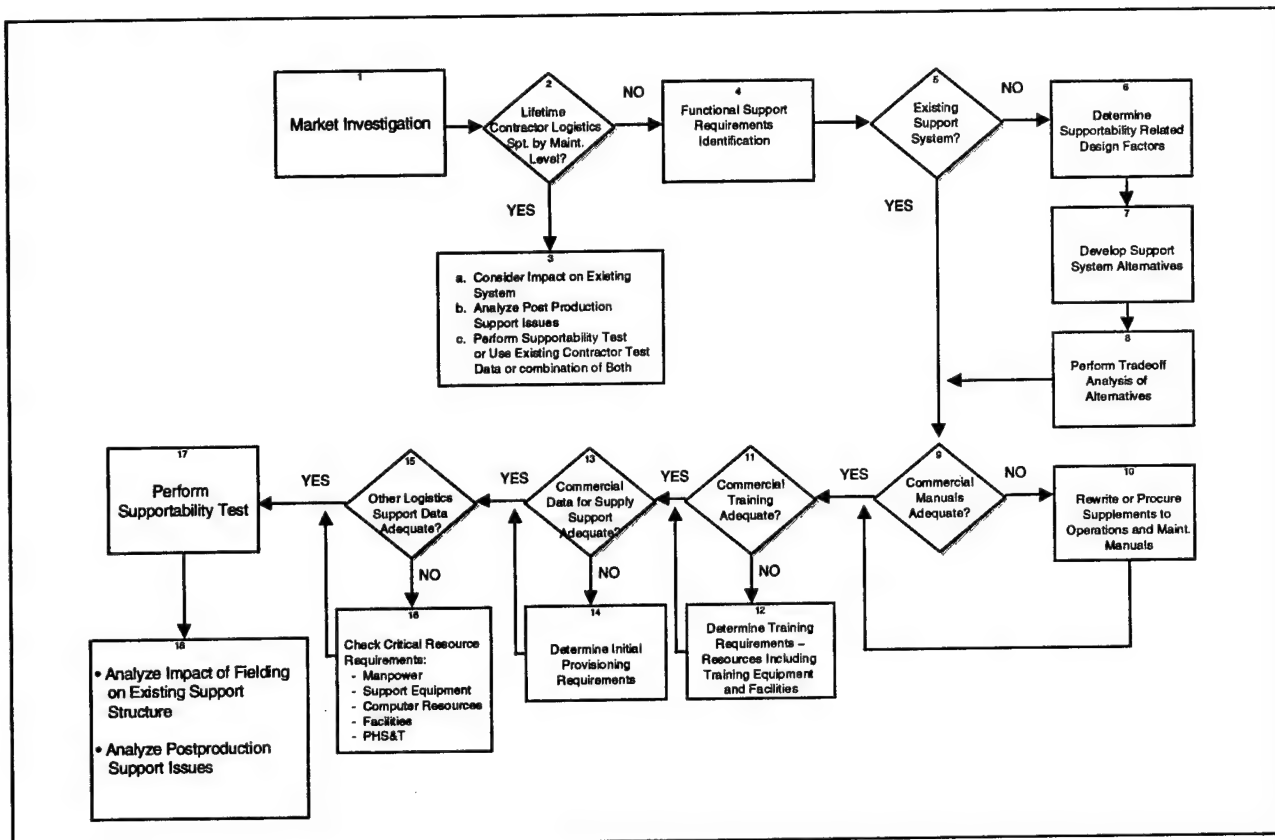 1
Market Investigation
2
Lifetime
Contractor Logistics
Spt. by Maint.
Level?
NO
YES
3
a. Consider Impact on Existing
System
b. Analyze Post Production
Support Issues
c. Perform Supportability Test
or Use Existing Contractor Test
Data or combination of Both
4
Functional Support
Requirements
Identification
5
Existing
Support
System?
NO
YES
6
Determine
Supportability Related
Design Factors
7
Develop Support
System Alternatives
8
Perform Tradeoff
Analysis of
Alternatives
9
Commercial
Manuals
Adequate?
NO
YES
10
Rewrite or Procure
Supplements to
Operations and Maint.
Manuals
11
Commercial
Training
Adequate?
YES
NO
12
Determine Training
Requirements –
Resources Including
Training Equipment
and Facilities
13
Commercial
Data for Supply
Support
Adequate?
YES
NO
14
Determine Initial
Provisioning
Requirements
15
Other Logistics
Support Data
Adequate?
YES
NO
16
Check Critical Resource
Requirements:
- Manpower
- Support Equipment
- Computer Resources
- Facilities
- PHS&T
17
Perform
Supportability Test
18
• Analyze Impact of Fielding
on Existing Support
Structure
• Analyze Postproduction
Support Issues